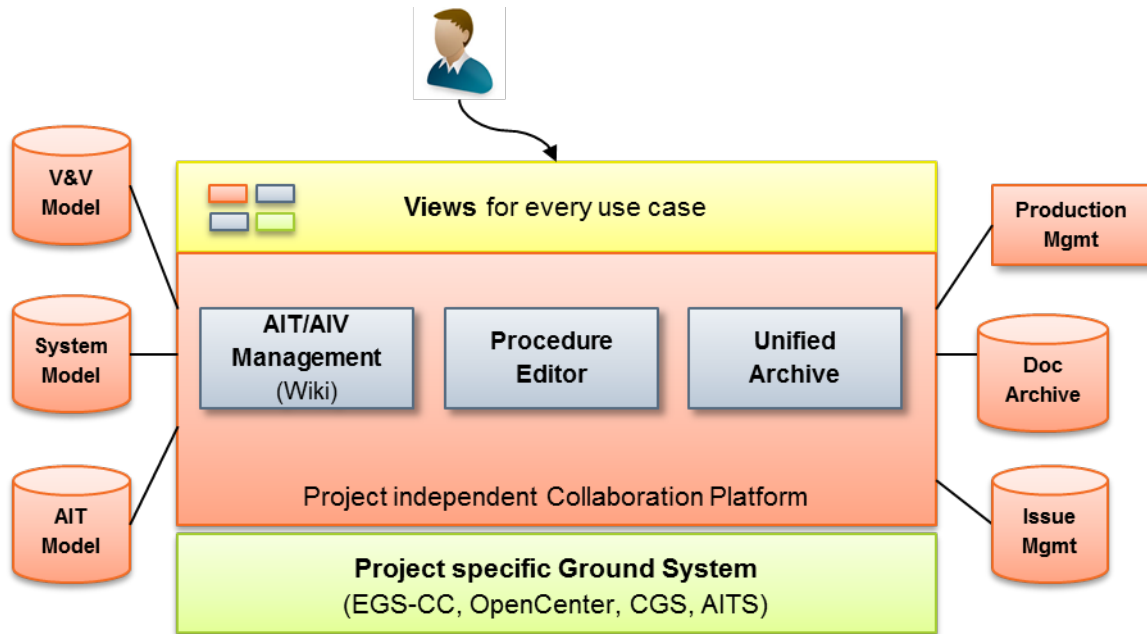 V&V
Model
Views for every use case
Production
Mgmt
System
Model
AIT/AIV
Management
(Wiki)
Procedure
Editor
Unified
Archive
Doc
Archive
AIT
Model
Project independent Collaboration Platform
Issue
Mgmt
Project specific Ground System
(EGS-CC, OpenCenter, CGS, AITS)